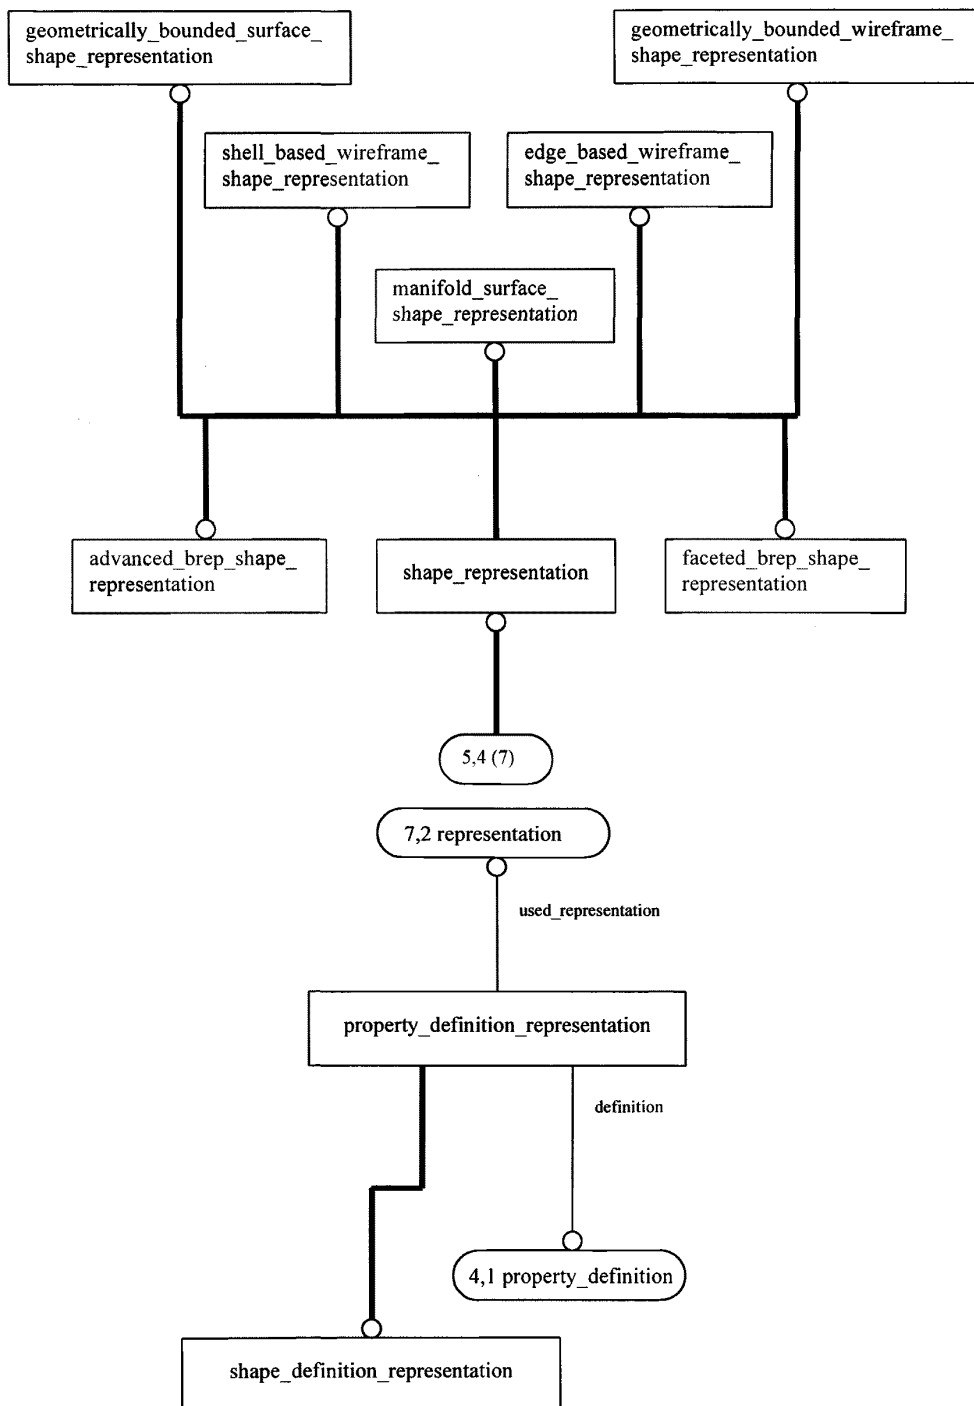 geometrically_bounded_surface_
shape_representation
geometrically_bounded_wireframe_
shape_representation
shell_based_wireframe_
shape_representation
edge_based_wireframe_
shape_representation
manifold_surface_
shape_representation
advanced_brep_shape_
representation
shape_representation
faceted_brep_shape_
representation
5,4 (7)
7,2 representation
used_representation
property_definition_representation
definition
4,1 property_definition
shape_definition_representation